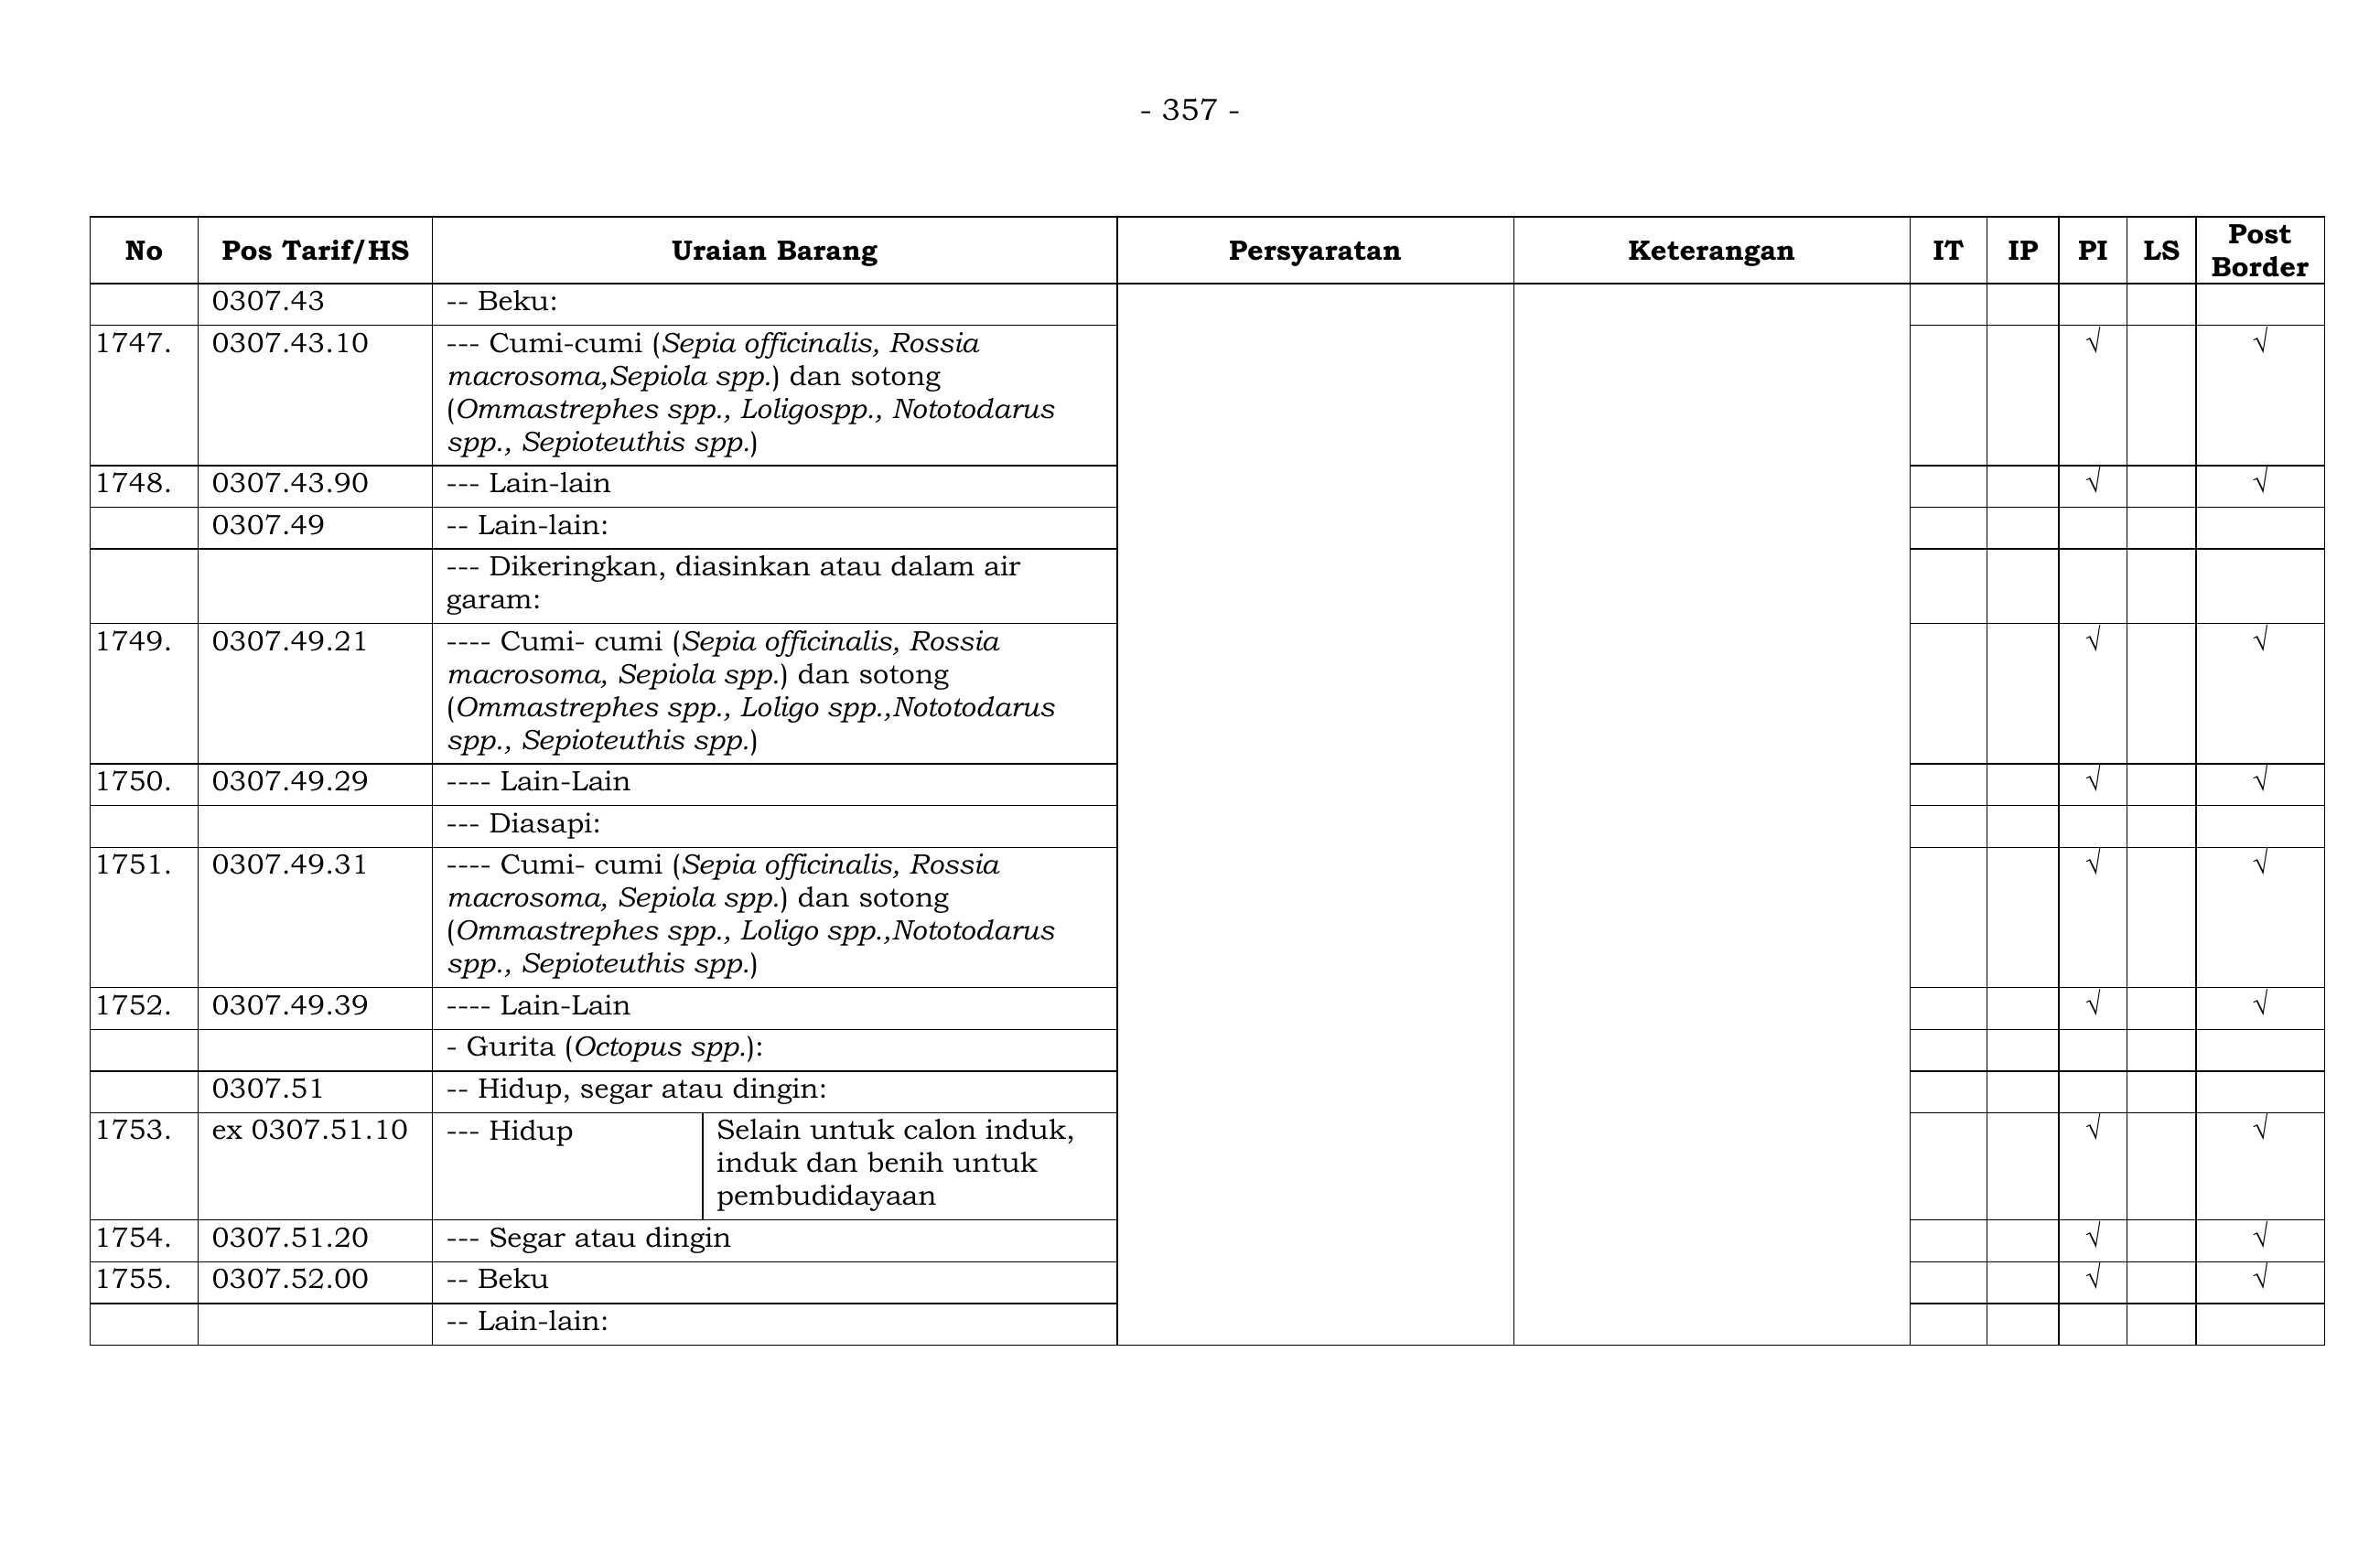 - 357 -
No Pos Tarif/HS Uraian Barang Persyaratan Keterangan IT IP PI LS Post Border
0307.43 -- Beku:
1747. 0307.43.10 --- Cumi-cumi (Sepia officinalis, Rossia √ √
macrosoma,Sepiola spp.) dan sotong
(Ommastrephes spp., Loligospp., Nototodarus
spp., Sepioteuthis spp.)
1748. 0307.43.90 --- Lain-lain √ √
0307.49 -- Lain-lain:
--- Dikeringkan, diasinkan atau dalam air
garam:
1749. 0307.49.21 ---- Cumi- cumi (Sepia officinalis, Rossia √ √
macrosoma, Sepiola spp.) dan sotong
(Ommastrephes spp., Loligo spp.,Nototodarus
spp., Sepioteuthis spp.)
1750. 0307.49.29 ---- Lain-Lain √ √
--- Diasapi:
1751. 0307.49.31 ---- Cumi- cumi (Sepia officinalis, Rossia √ √
macrosoma, Sepiola spp.) dan sotong
(Ommastrephes spp., Loligo spp.,Nototodarus
spp., Sepioteuthis spp.)
1752. 0307.49.39 ---- Lain-Lain √ √
- Gurita (Octopus spp.):
0307.51 -- Hidup, segar atau dingin:
1753. ex 0307.51.10 --- Hidup Selain untuk calon induk, √ √
induk dan benih untuk
pembudidayaan
1754. 0307.51.20 --- Segar atau dingin √ √
1755. 0307.52.00 -- Beku √ √
-- Lain-lain: